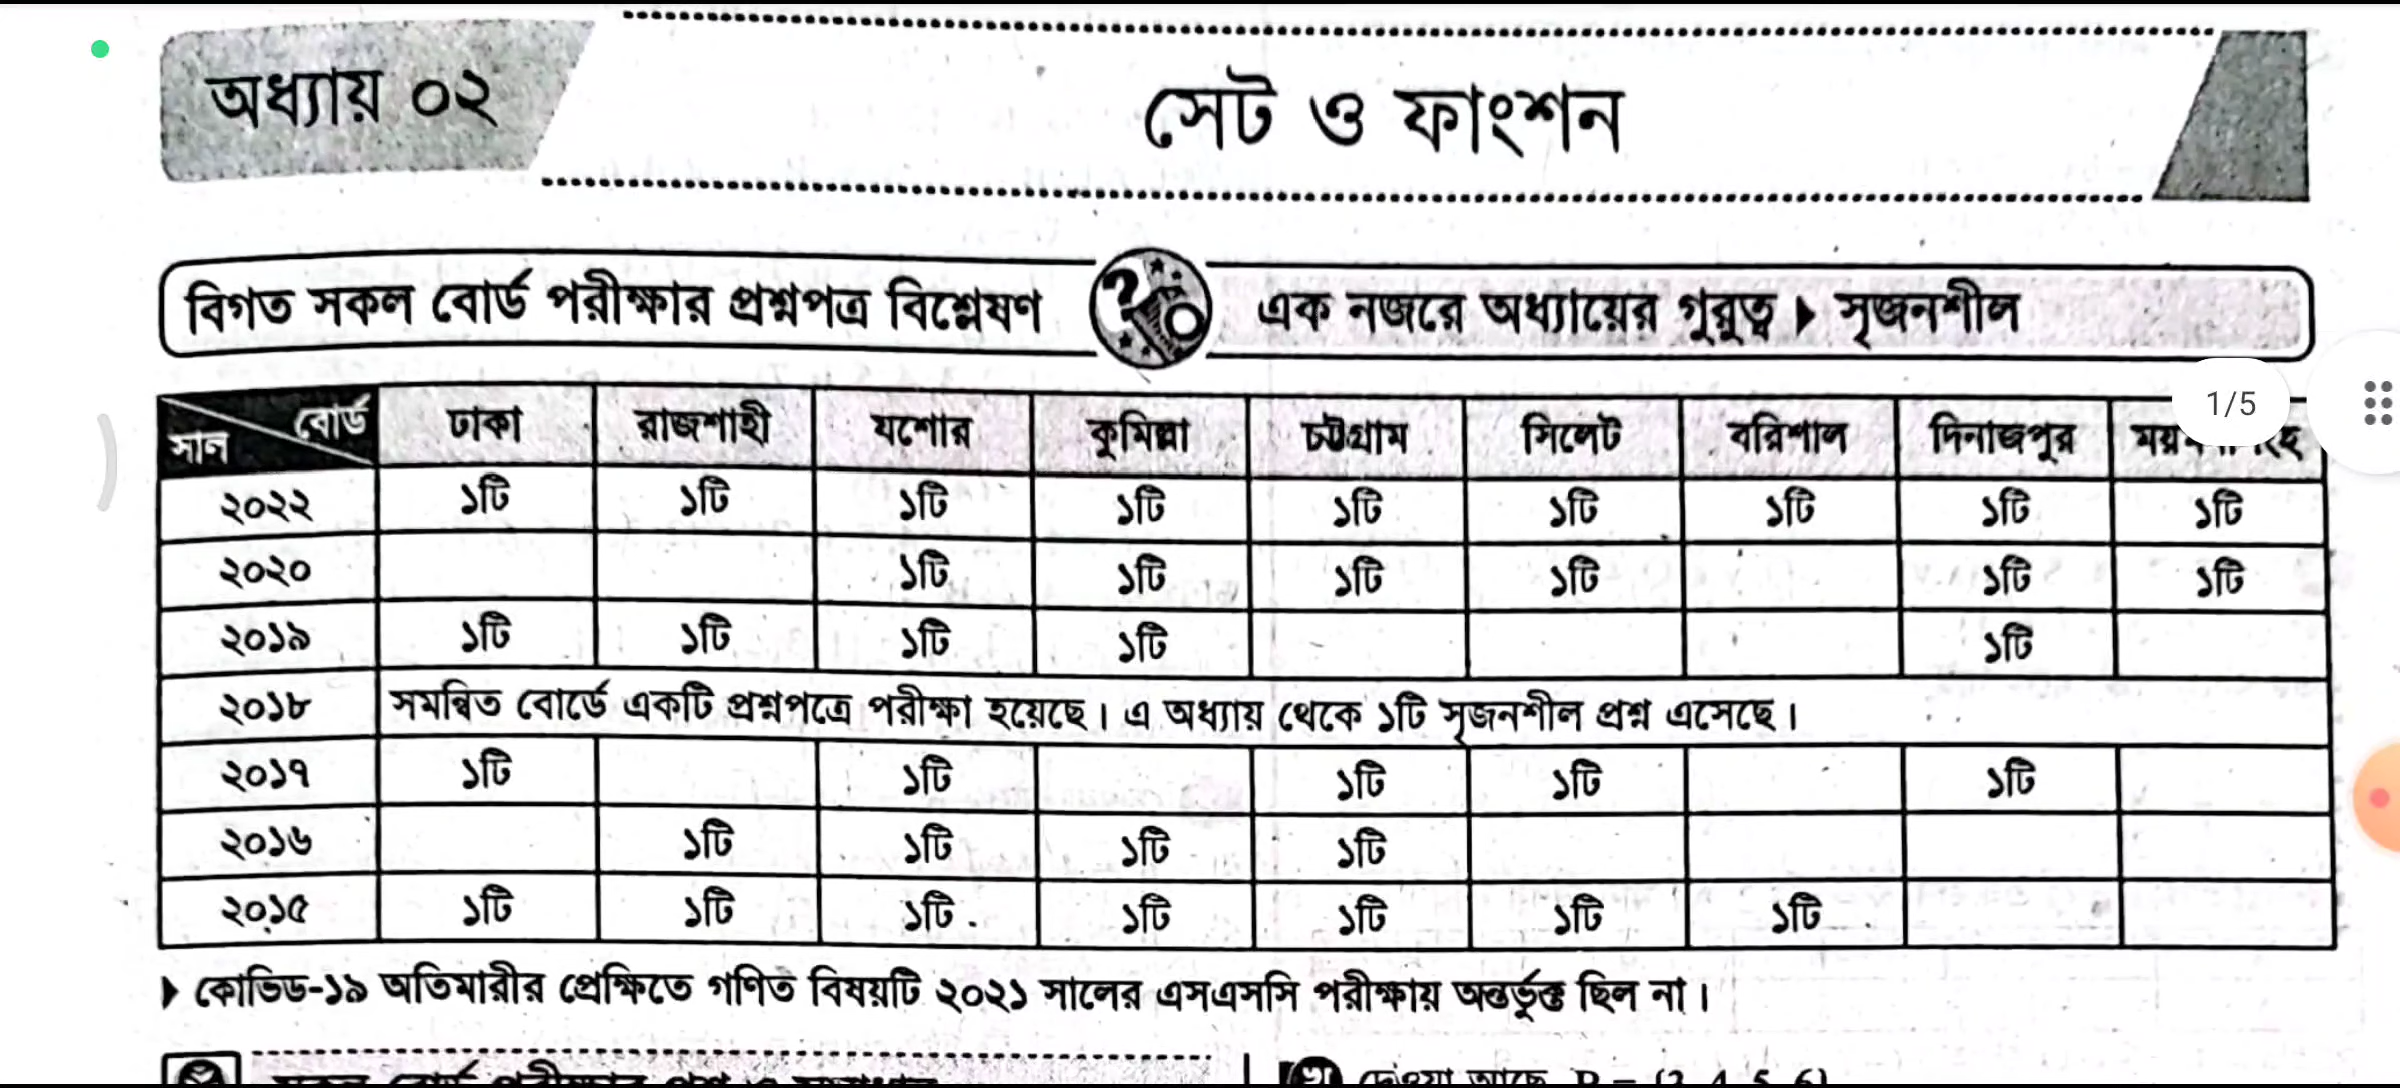 অধ্যায় ০২
সেট ও ফাংশন
বিগত সকল বোর্ড পরীক্ষার প্রশ্নপত্র বিশ্লেষণ
এক নজরে অধ্যায়ের গুরুত্ব ▶ সৃজনশীল
1/5
সাল বোর্ড ঢাকা রাজশাহী যশোর কুমিল্লা চট্টগ্রাম সিলেট বরিশাল দিনাজপুর
২০২২ ১টি ১টি ১টি ১টি ১টি ১টি ১টি ১টি ১টি
২০২০ ১টি ১টি ১টি ১টি ১টি ১টি
২০১৯ ১টি ১টি ১টি ১টি ১টি
২০১৮ সমন্বিত বোর্ডে একটি প্রশ্নপত্রে পরীক্ষা হয়েছে। এ অধ্যায় থেকে ১টি সৃজনশীল প্রশ্ন এসেছে।
২০১৭ ১টি ১টি ১টি ১টি ১টি
২০১৬ ১টি ১টি ১টি ১টি
২০১৫ ১টি ১টি ১টি ১টি ১টি ১টি ১টি
▶ কোভিড-১৯ অতিমারীর প্রেক্ষিতে গণিত বিষয়টি ২০২১ সালের এসএসসি পরীক্ষায় অন্তর্ভুক্ত ছিল না।